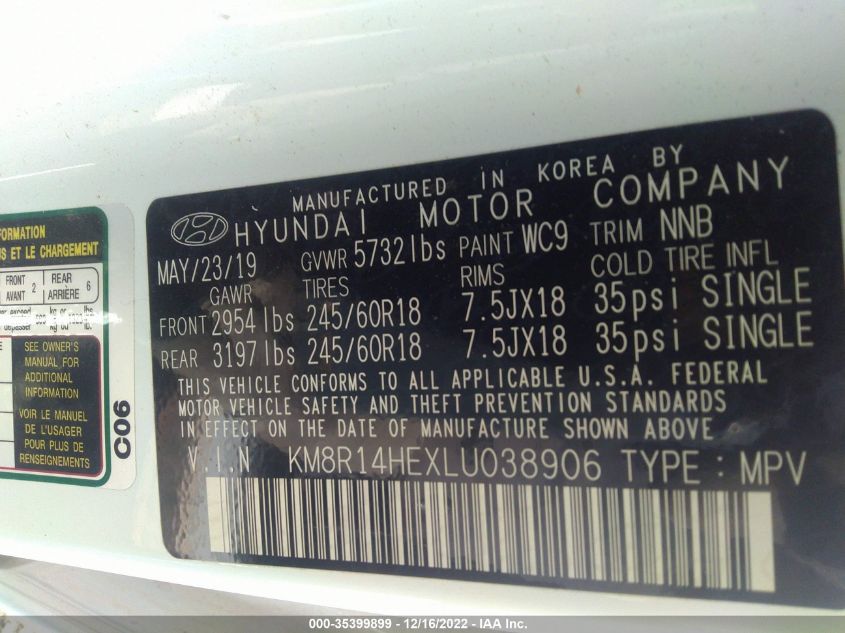 MANUFACTURED IN KOREA BY
HYUNDAI MOTOR COMPANY
MAY/23/19 GVWR 5732lbs PAINT WC9 TRIM NNB
GAWR TIRES RIMS COLD TIRE INFL
FRONT 2954lbs 245/60R18 7.5JX18 35psi SINGLE
REAR 3197lbs 245/60R18 7.5JX18 35psi SINGLE
THIS VEHICLE CONFORMS TO ALL APPLICABLE U.S.A. FEDERAL
MOTOR VEHICLE SAFETY AND THEFT PREVENTION STANDARDS
IN EFFECT ON THE DATE OF MANUFACTURE SHOWN ABOVE.
V.I.N KM8R14HEXLU038906 TYPE : MPV
ET LE CHARGEMENT
FRONT 2 REAR 6
AVANT ARRIÈRE
SEE OWNER'S
MANUAL FOR
ADDITIONAL
INFORMATION
VOIR LE MANUEL
DE L'USAGER
POUR PLUS DE
RENSEIGNEMENTS
C06
000-35399899 - 12/16/2022 - IAA Inc.